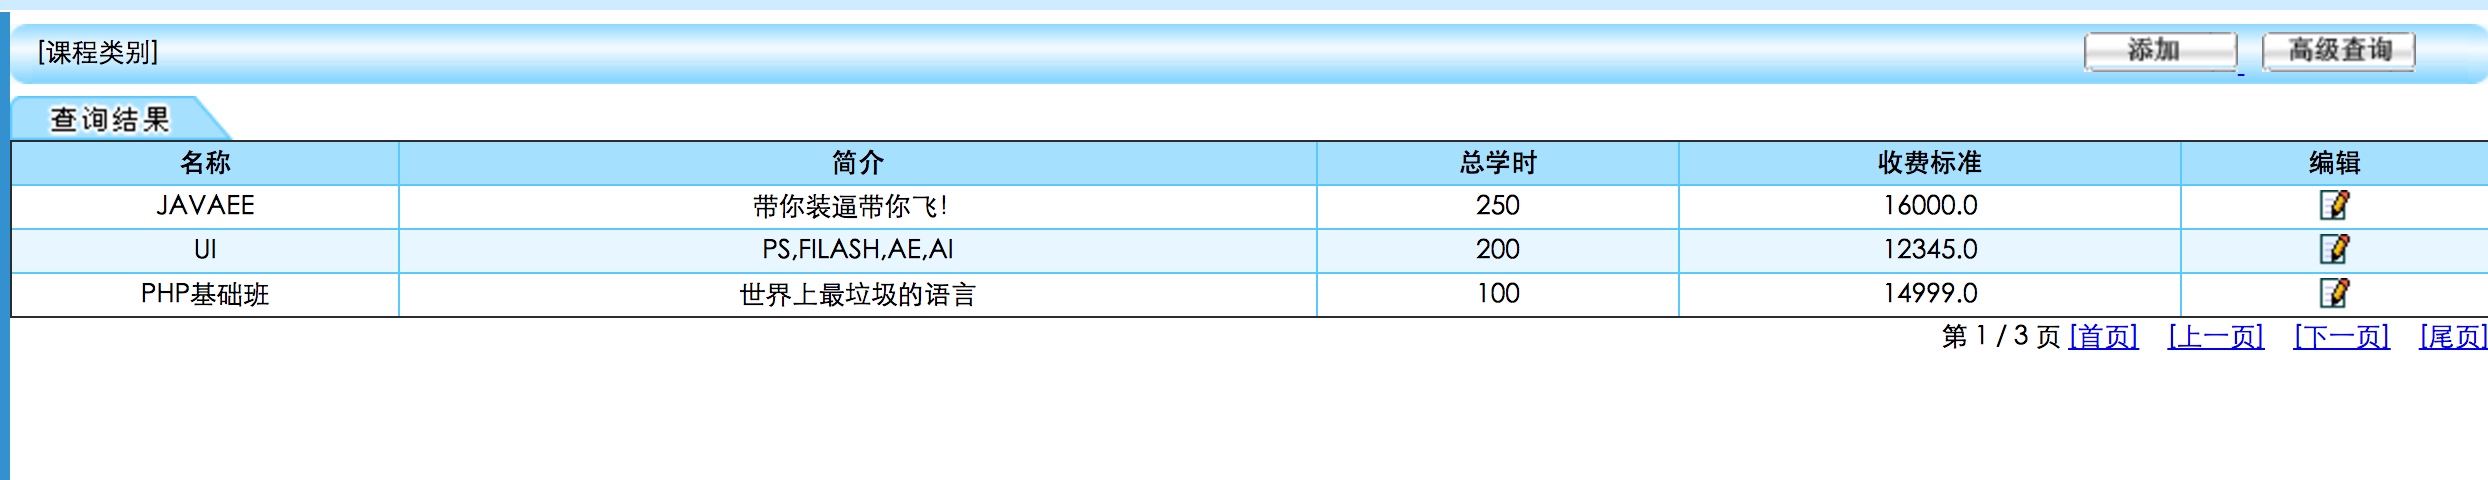 [课程类别] 添加 高级查询
查询结果
名称 简介 总学时 收费标准 编辑
JAVAEE 带你装逼带你飞! 250 16000.0
UI PS,FILASH,AE,AI 200 12345.0
PHP基础班 世界上最垃圾的语言 100 14999.0
第 1 / 3 页 [首页] [上一页] [下一页] [尾页]